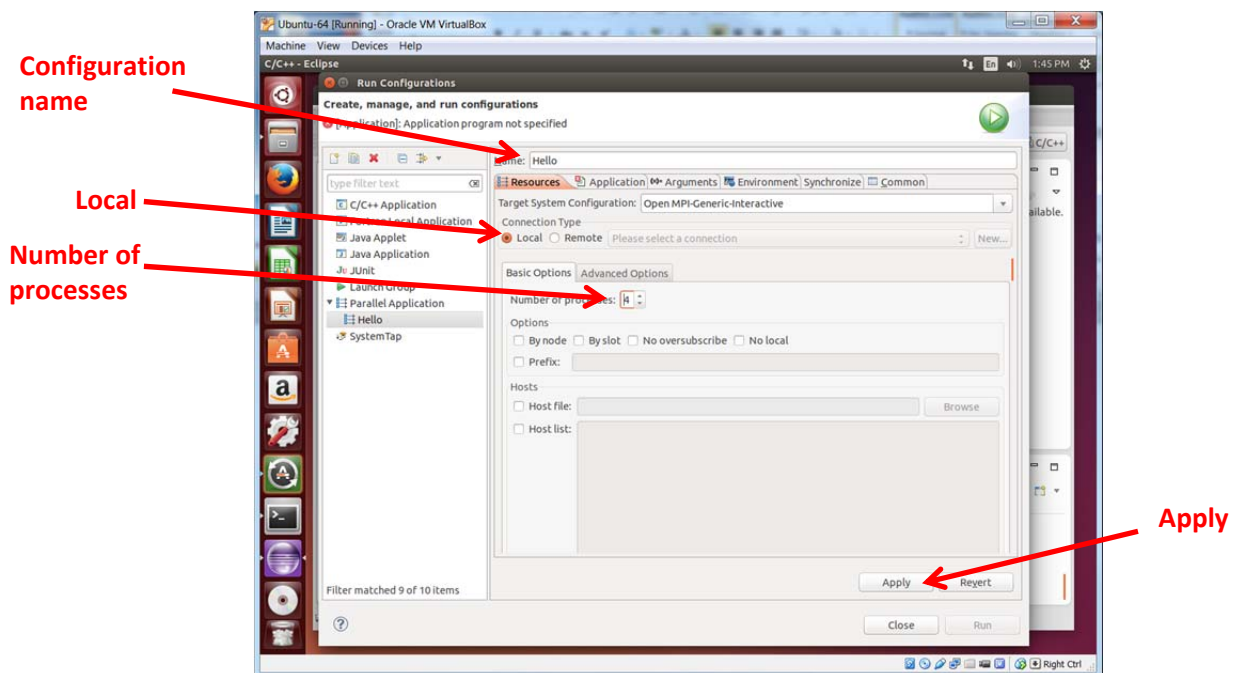 Ubuntu-64 [Running] - Oracle VM VirtualBox
Machine View Devices Help
C/C++ - Eclipse
En
1:45 PM
Configuration
name
Run Configurations
Create, manage, and run configurations
[Application]: Application program not specified
C/C++
Name: Hello
type filter text
Resources Application Arguments Environment Synchronize Common
Target System Configuration: Open MPI-Generic-Interactive
ailable.
Local
C/C++ Application
Local Application
Java Applet
Java Application
JUnit
Launch Group
Parallel Application
Hello
SystemTap
Connection Type
Local Remote Please select a connection
New...
Number of
processes
Basic Options Advanced Options
Number of processes: 4
Options
By node By slot No oversubscribe No local
Prefix:
Hosts
Host file:
Browse
Host list:
Apply
Apply Revert
Filter matched 9 of 10 items
Close Run
Right Ctrl